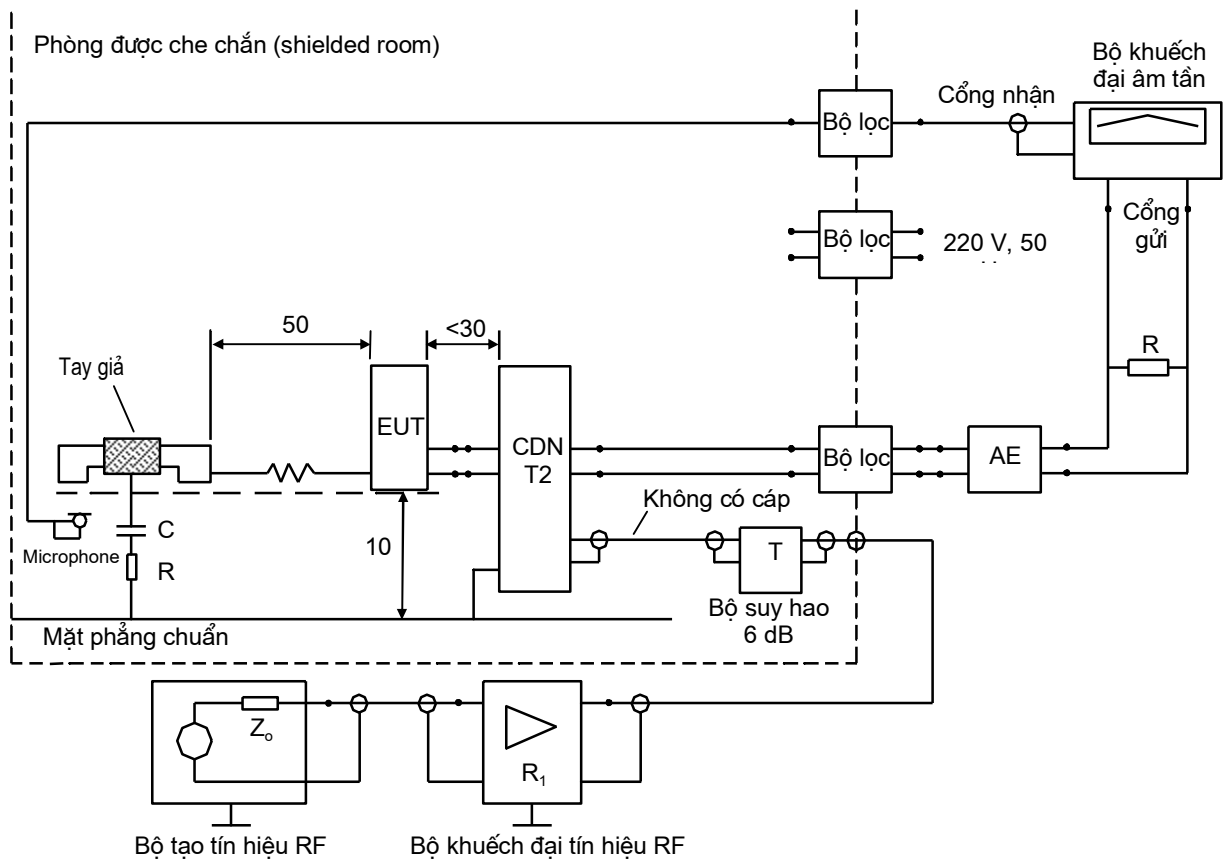 Phòng được che chắn (shielded room)
Bộ khuếch
đại âm tần
Cổng nhận
Bộ lọc
Cổng
gửi
Bộ lọc
220 V, 50
R
50
<30
Tay giả
EUT
CDN
T2
Bộ lọc
AE
Không có cáp
C
Microphone
R
10
T
Bộ suy hao
6 dB
Mặt phẳng chuẩn
Zo
R1
Bộ tạo tín hiệu RF
Bộ khuếch đại tín hiệu RF